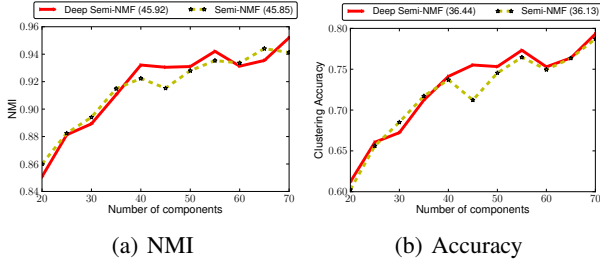 Deep Semi-NMF (45.92) Semi-NMF (45.85)
0.96
0.94
0.92
0.90
0.88
0.86
0.84
NMI
20 30 40 50 60 70
Number of components
(a) NMI
Deep Semi-NMF (36.44) Semi-NMF (36.13)
0.80
0.75
0.70
0.65
0.60
Clustering Accuracy
20 30 40 50 60 70
Number of components
(b) Accuracy